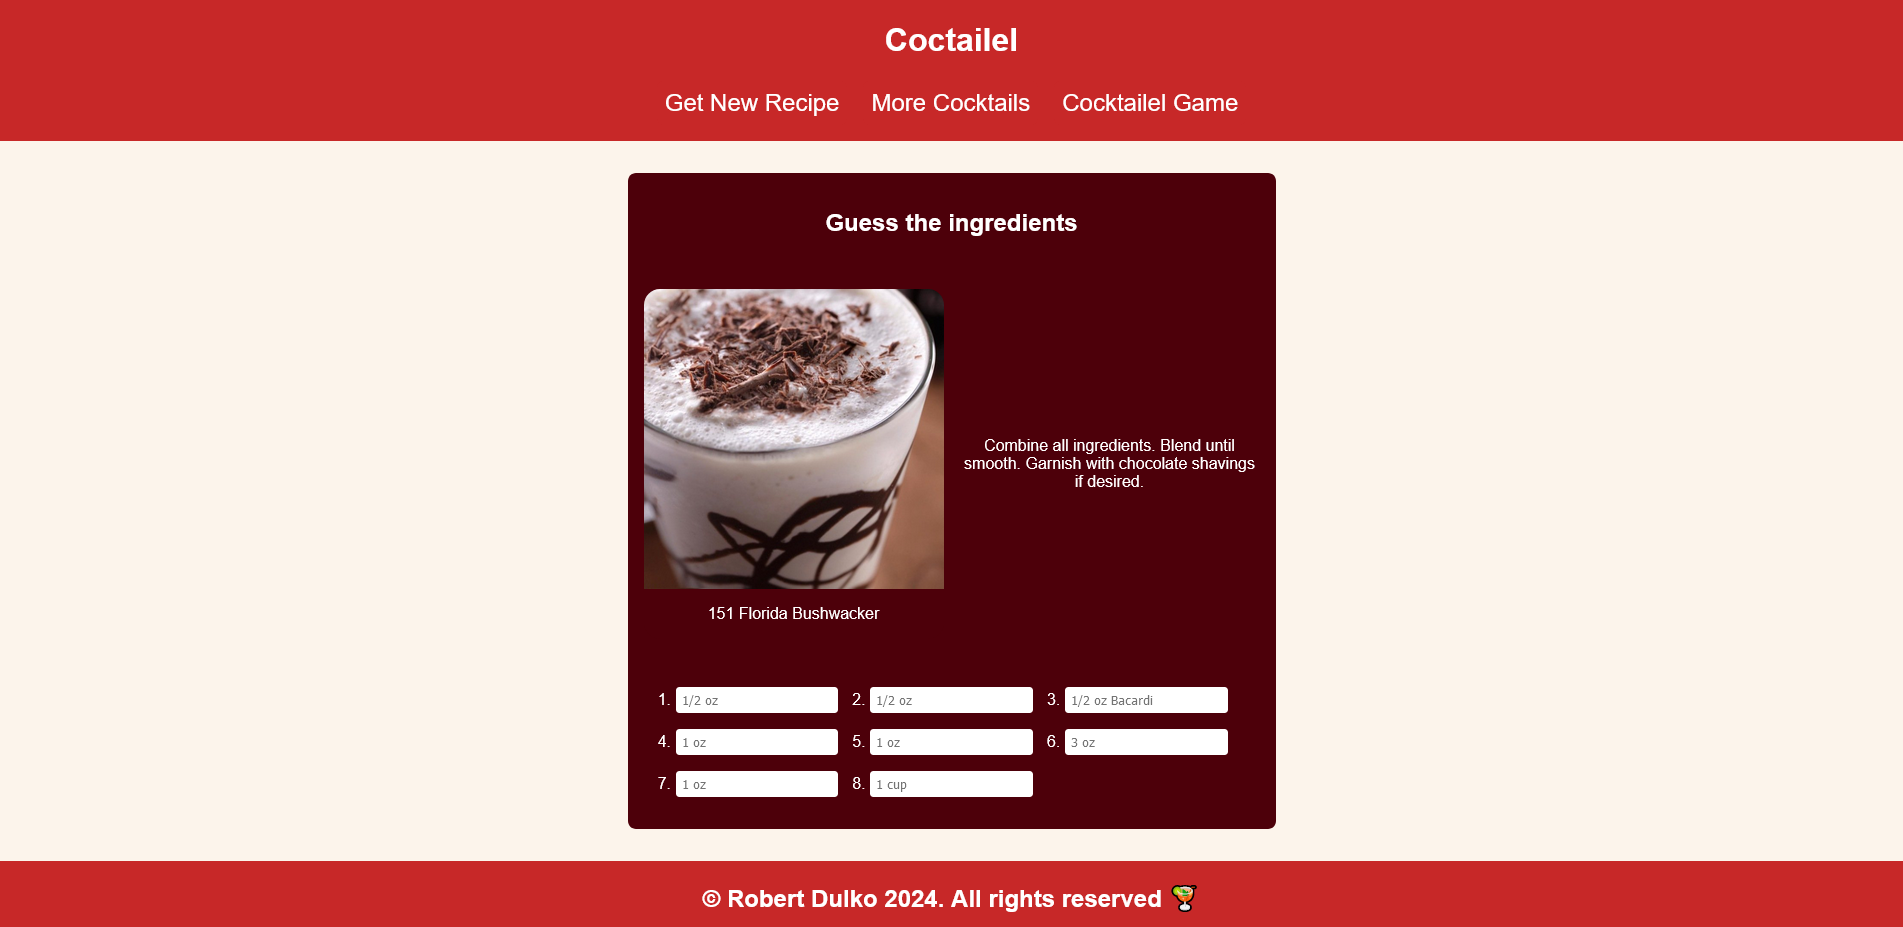 Coctailel
Get New Recipe More Cocktails Cocktailel Game
Guess the ingredients
Combine all ingredients. Blend until
smooth. Garnish with chocolate shavings
if desired.
151 Florida Bushwacker
1. 1/2 oz 2. 1/2 oz 3. 1/2 oz Bacardi
4. 1 oz 5. 1 oz 6. 3 oz
7. 1 oz 8. 1 cup
© Robert Dulko 2024. All rights reserved 🍹